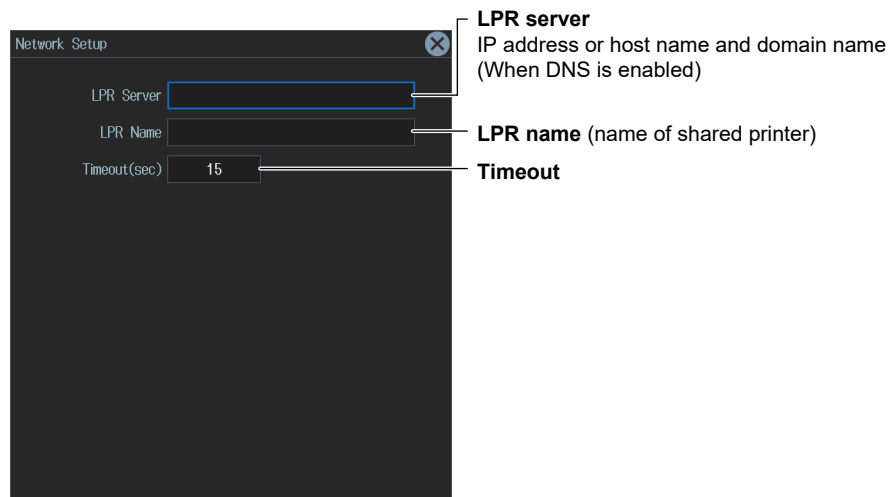 Network Setup
LPR Server
LPR Name
Timeout(sec)
15
LPR server
IP address or host name and domain name
(When DNS is enabled)
LPR name (name of shared printer)
Timeout